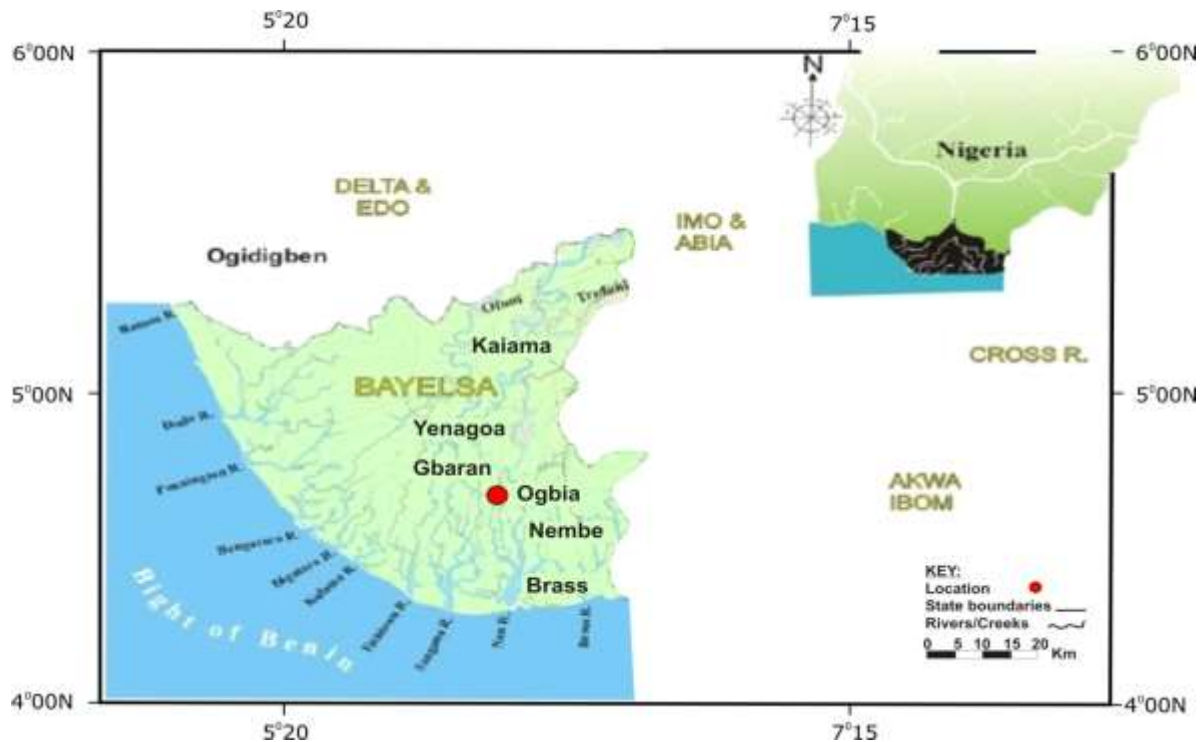 5°20
7°15
6°00N
6°00N
N
Nigeria
DELTA &
EDO
IMO &
ABIA
Ogidigben
Kaiama
CROSS R.
5°00N
BAYELSA
5°00N
Yenagoa
Gbaran
Ogbia
AKWA
IBOM
Nembe
Brass
Bight of Benin
KEY:
Location
State boundaries
Rivers/Creeks
0 5 10 15 20 Km
4°00N
4°00N
5°20
7°15